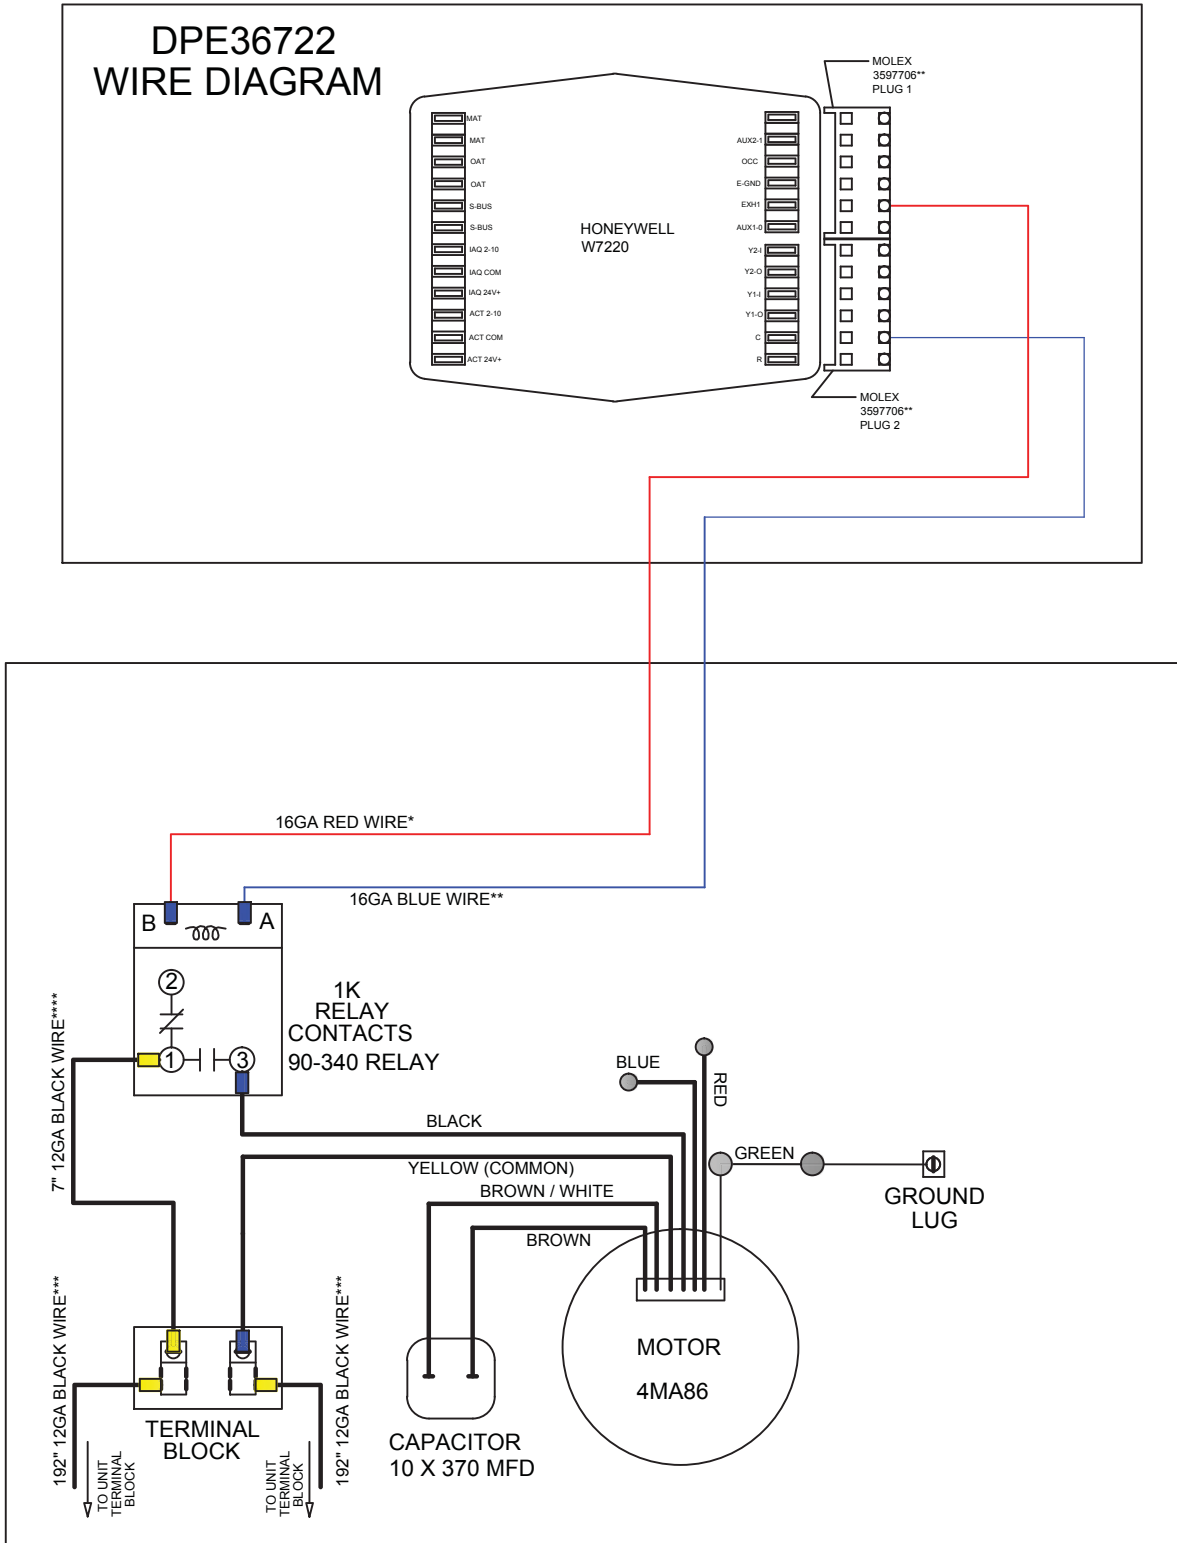 DPE36722
WIRE DIAGRAM
MOLEX
3597706**
PLUG 1
MAT
MAT
OAT
OAT
S-BUS
S-BUS
IAQ 2-10
IAQ COM
IAQ 24V+
ACT 2-10
ACT COM
ACT 24V+
HONEYWELL
W7220
AUX2-1
OCC
E-GND
EXH1
AUX1-0
Y2-I
Y2-O
Y1-I
Y1-O
C
R
MOLEX
3597706**
PLUG 2
16GA RED WIRE*
16GA BLUE WIRE**
B
A
2
1
3
1K
RELAY
CONTACTS
90-340 RELAY
7" 12GA BLACK WIRE****
BLUE
RED
BLACK
GREEN
YELLOW (COMMON)
BROWN / WHITE
BROWN
GROUND
LUG
MOTOR
4MA86
192" 12GA BLACK WIRE***
192" 12GA BLACK WIRE***
TERMINAL
BLOCK
TO UNIT
TERMINAL
BLOCK
TO UNIT
TERMINAL
BLOCK
CAPACITOR
10 X 370 MFD